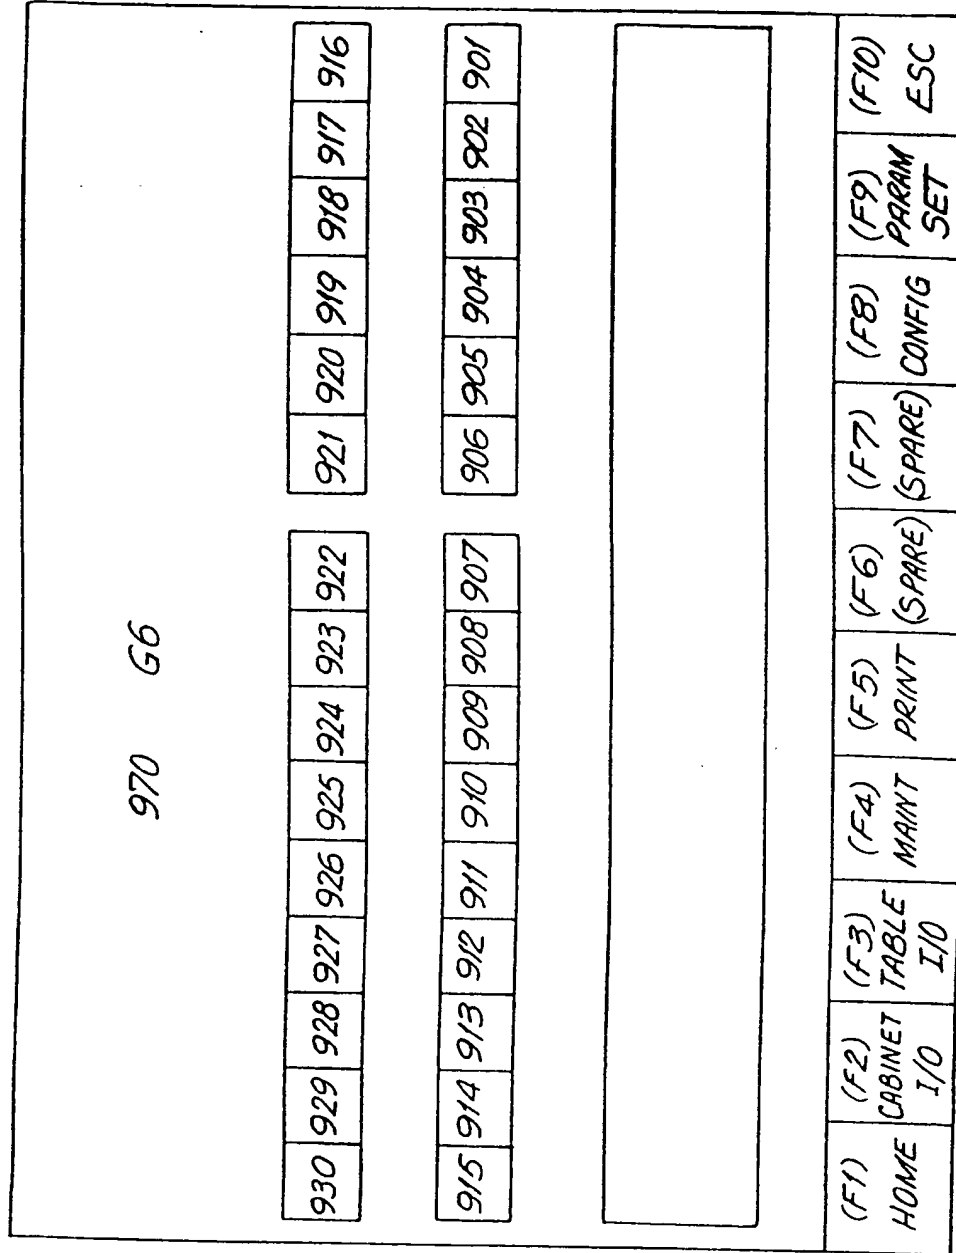 970 G6
930 929 928 927 926 925 924 923 922 921 920 919 918 917 916
915 914 913 912 911 910 909 908 907 906 905 904 903 902 901
(F1) (F2) (F3) (F4) (F5) (F6) (F7) (F8) (F9) (F10)
HOME CABINET TABLE MAINT PRINT (SPARE) (SPARE) CONFIG PARAM ESC
I/O I/O SET